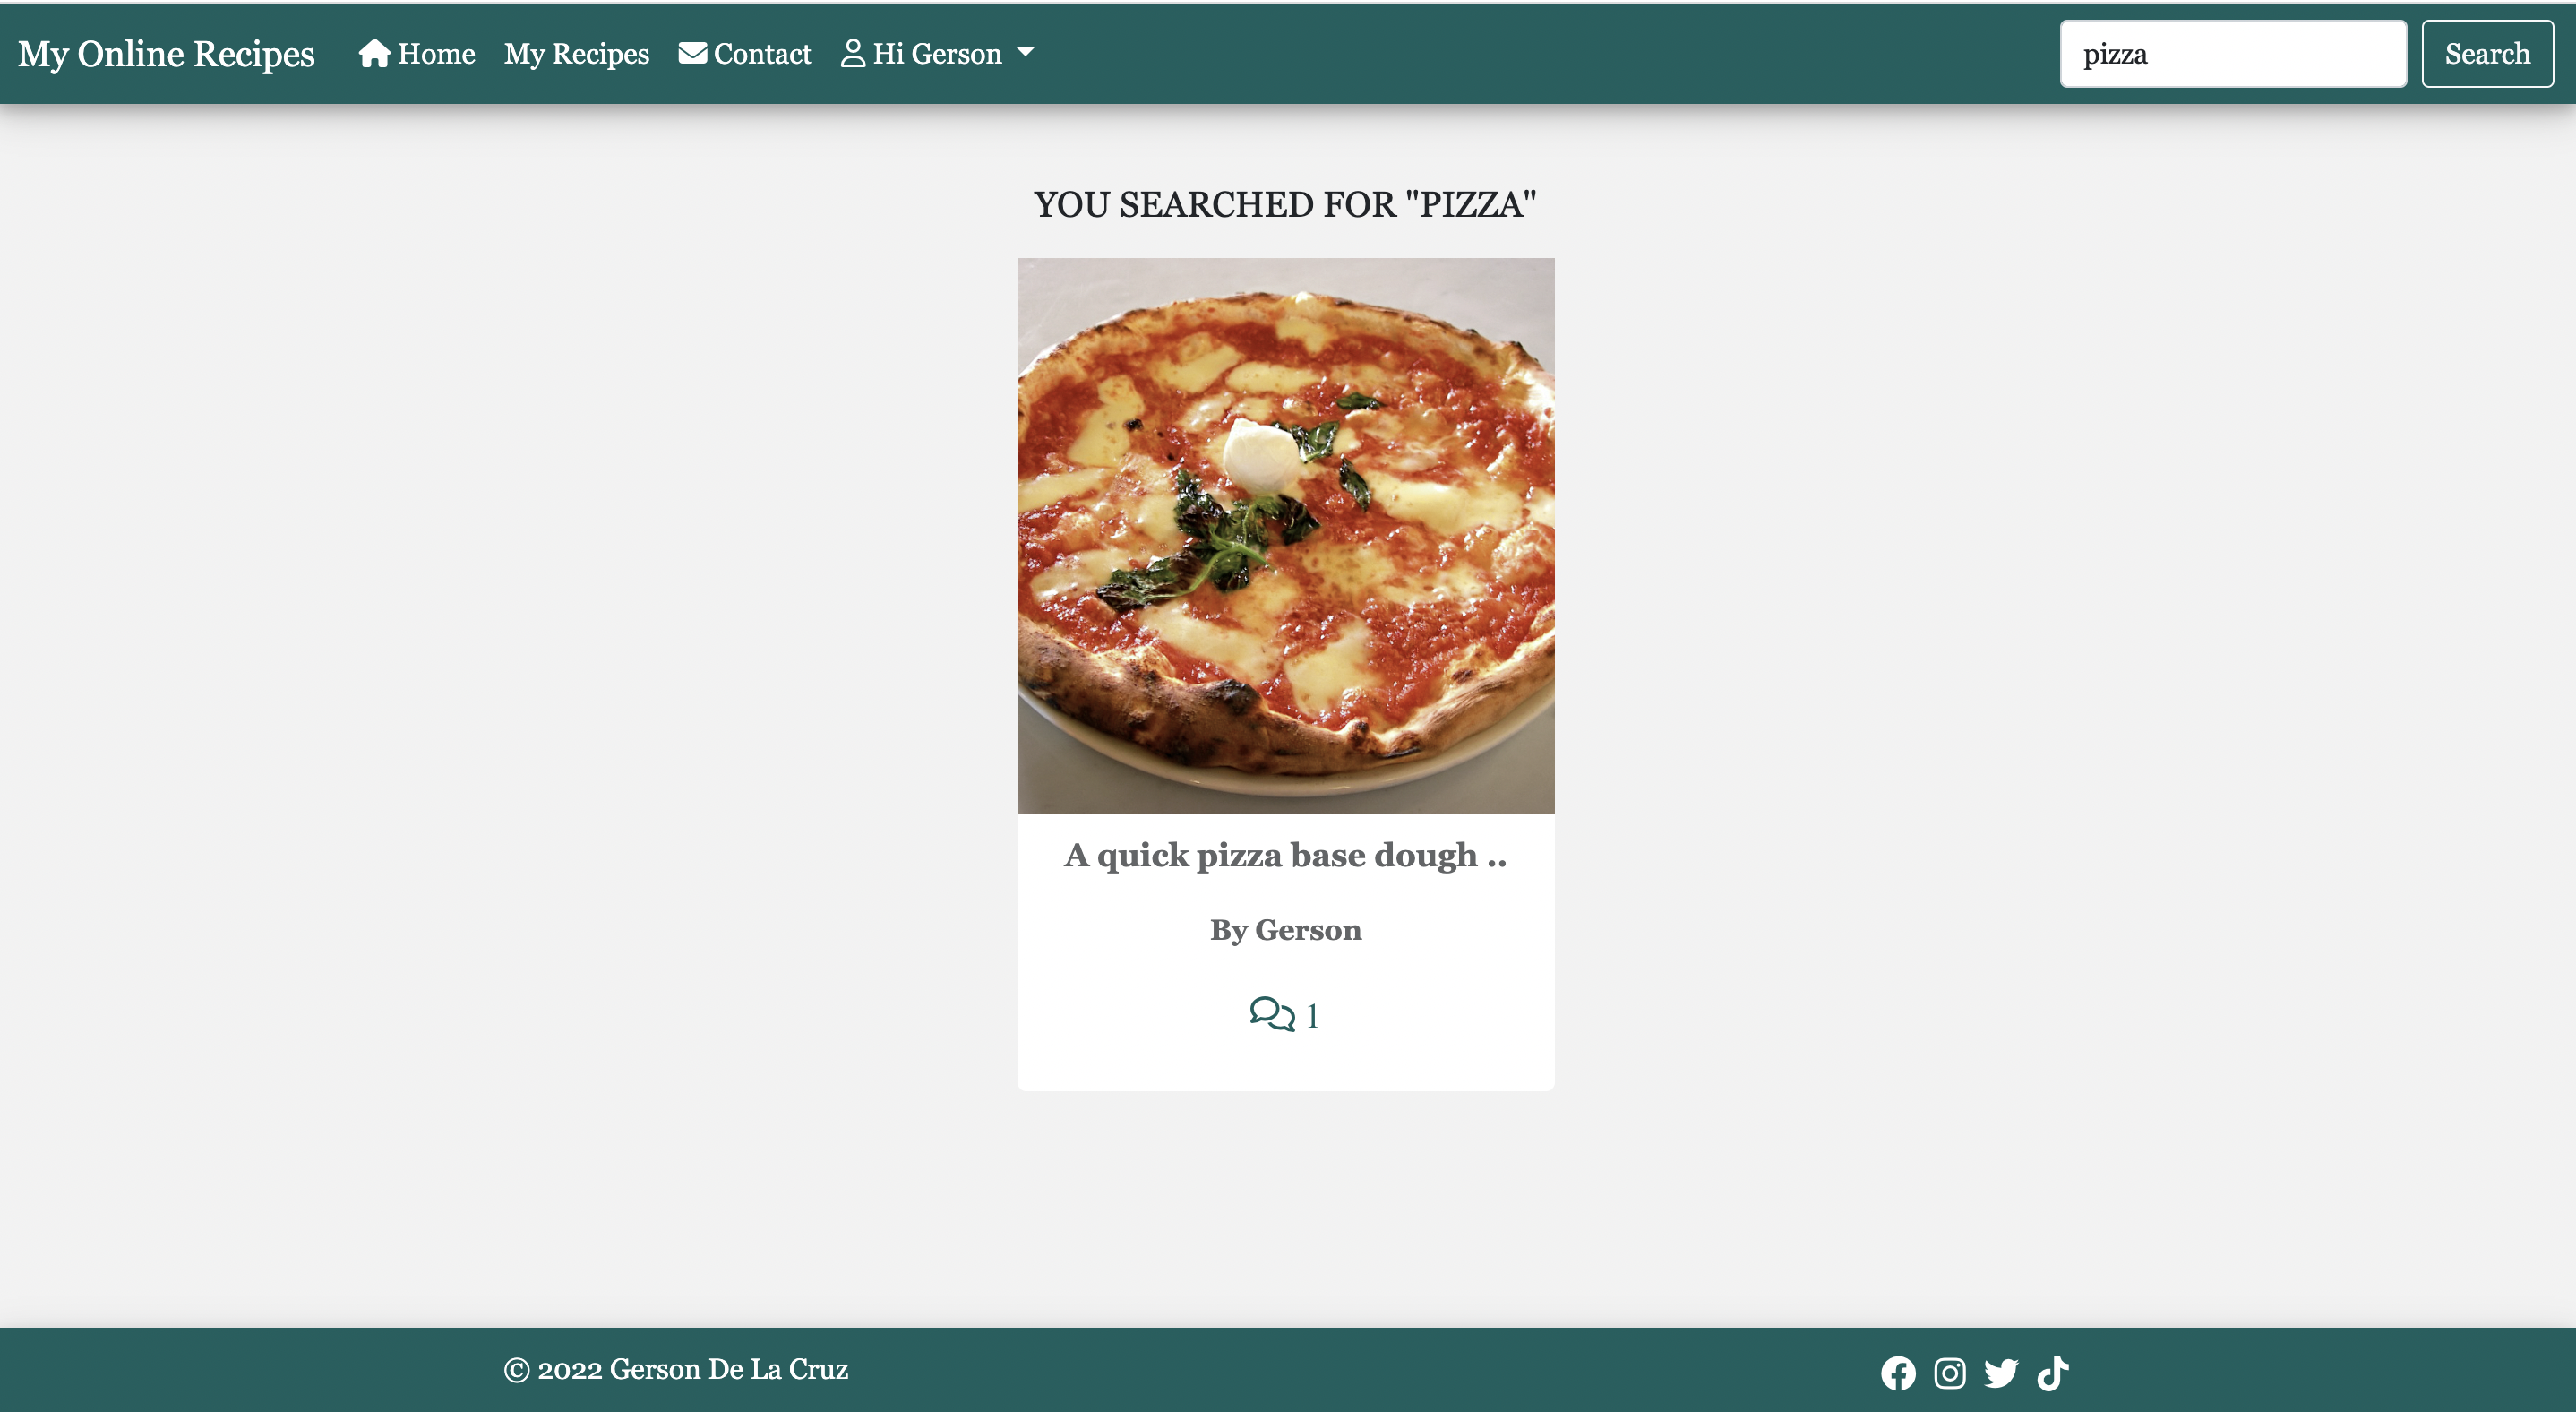 My Online Recipes Home My Recipes Contact Hi Gerson pizza Search
YOU SEARCHED FOR "PIZZA"
A quick pizza base dough ..
By Gerson
1
© 2022 Gerson De La Cruz